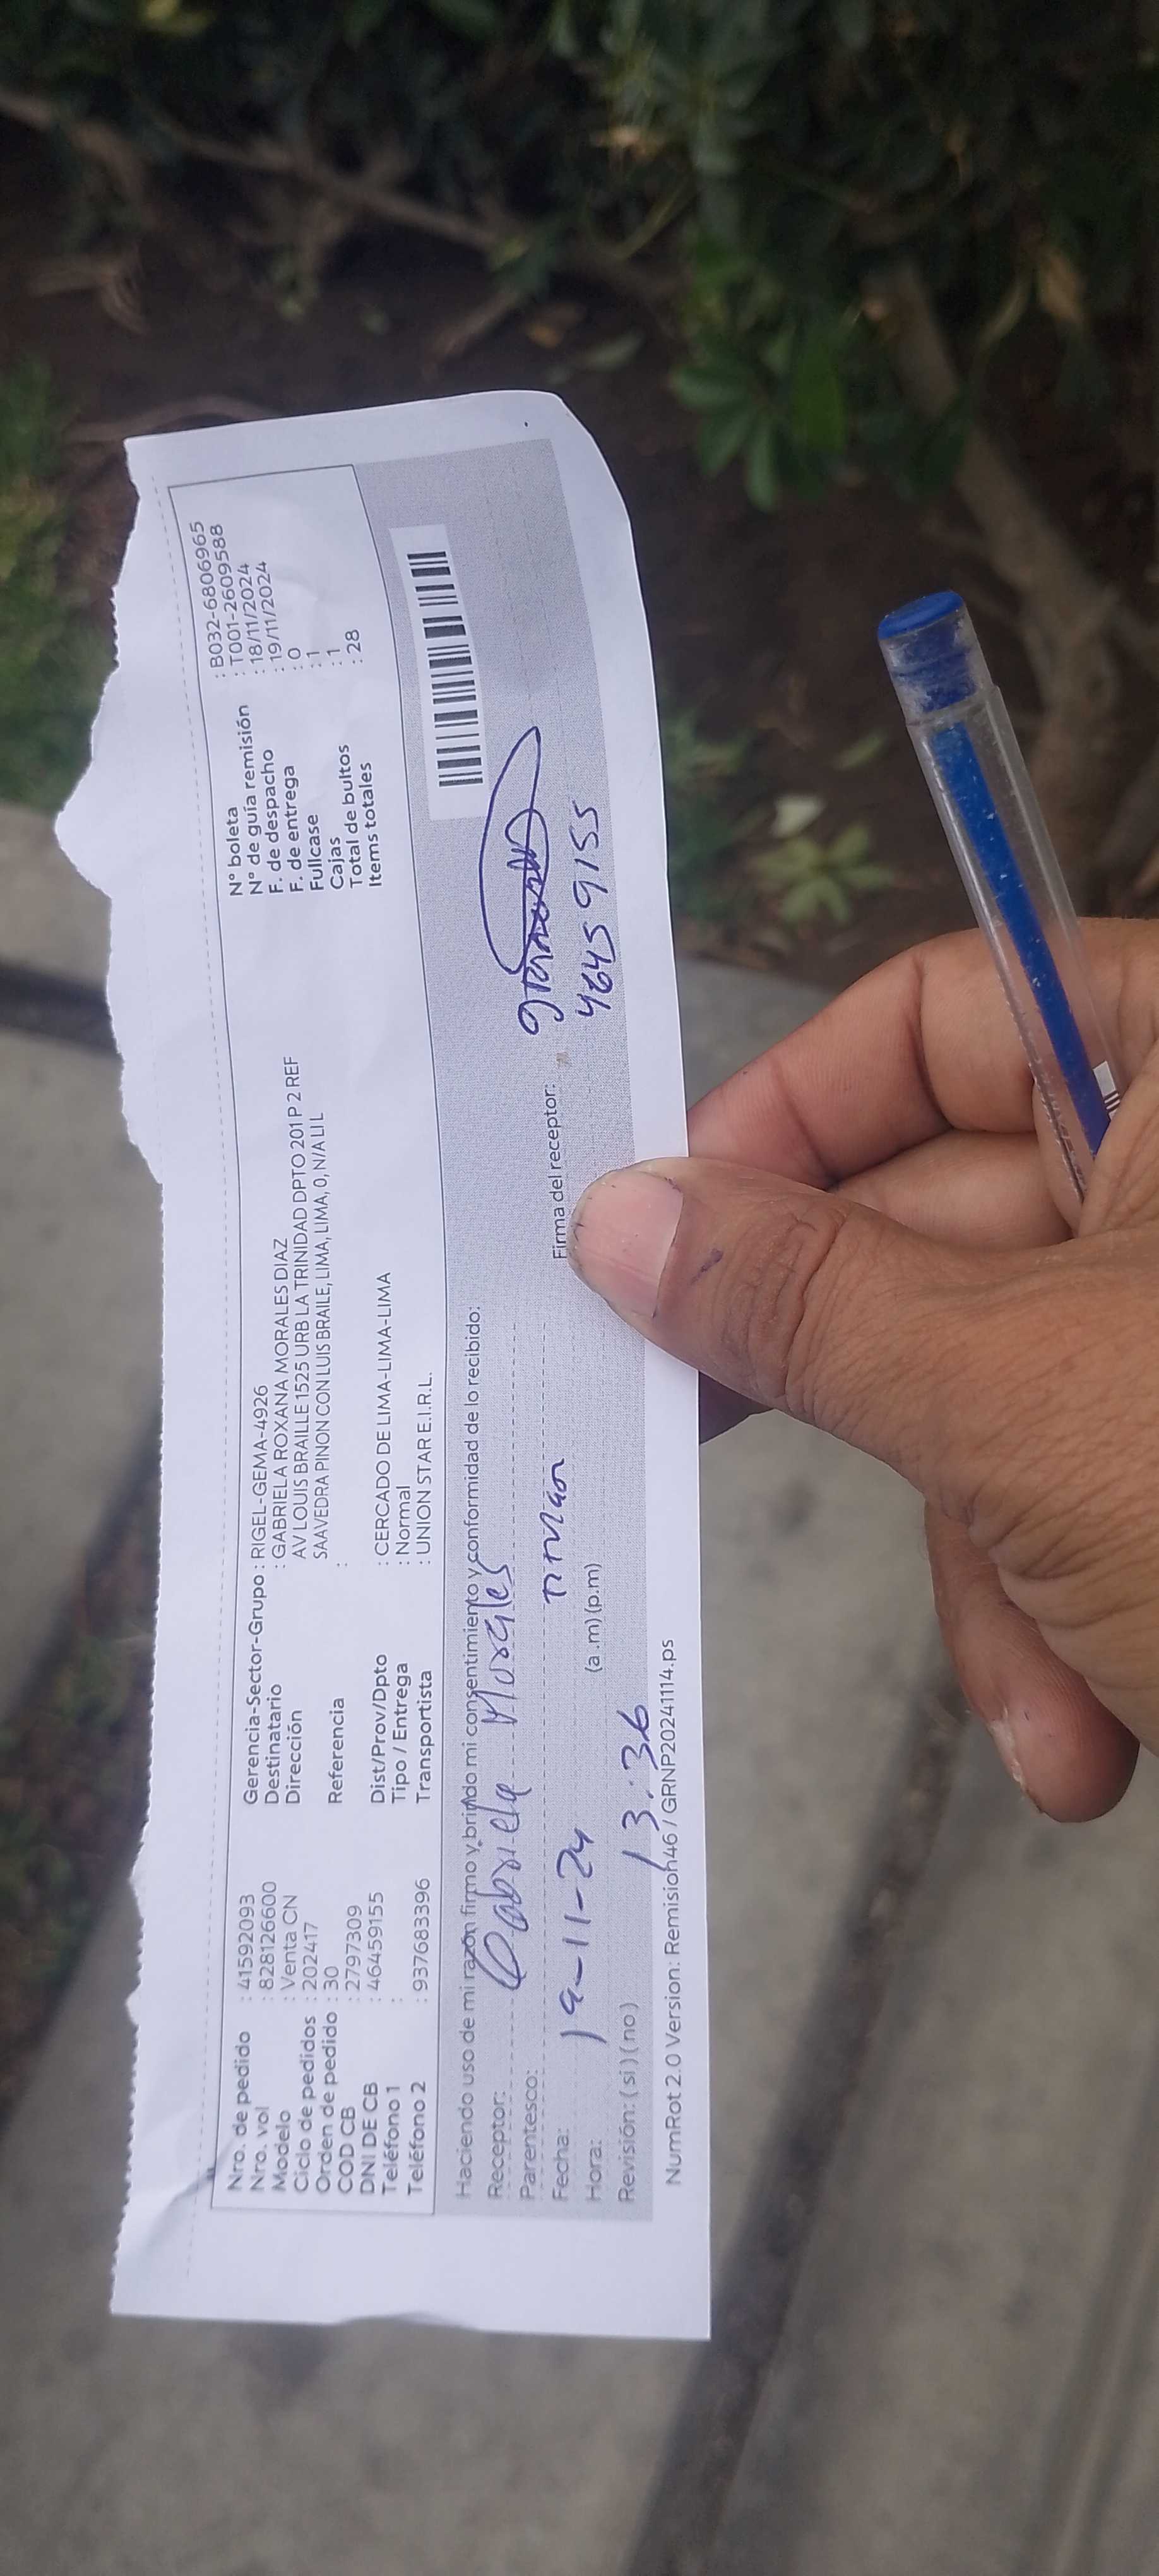 Nro. de pedido : 41592093
Nro. vol : 828126600
Modelo : Venta CN
Ciclo de pedidos : 202417
Orden de pedido : 30
COD CB : 2797309
DNI DE CB : 46459155
Teléfono 1 :
Teléfono 2 : 937683396
Gerencia-Sector-Grupo : RIGEL-GEMA-4926
Destinatario : GABRIELA ROXANA MORALES DIAZ
Dirección AV LOUIS BRAILLE 1525 URB LA TRINIDAD DPTO 201 P 2 REF
SAAVEDRA PINON CON LUIS BRAILE, LIMA, LIMA, 0, N/A LIL
Referencia :
Dist/Prov/Dpto : CERCADO DE LIMA-LIMA-LIMA
Tipo / Entrega : Normal
Transportista : UNION STAR E.I.R.L.
N° boleta : B032-6806965
N° de guía remisión : T001-2609588
F. de despacho : 18/11/2024
F. de entrega : 19/11/2024
Fullcase : 0
Cajas : 1
Total de bultos : 1
Items totales : 28
Haciendo uso de mi razón firmo y brindo mi consentimiento y conformidad de lo recibido:
Receptor: Gabriela Morales
Parentesco: Titular
Firma del receptor:
46459155
Fecha: 19-11-24
Hora: 13:36 (a.m) (p.m)
Revisión: ( si ) ( no )
NumRot 2.0 Version: Remision46 / GRNP20241114.ps